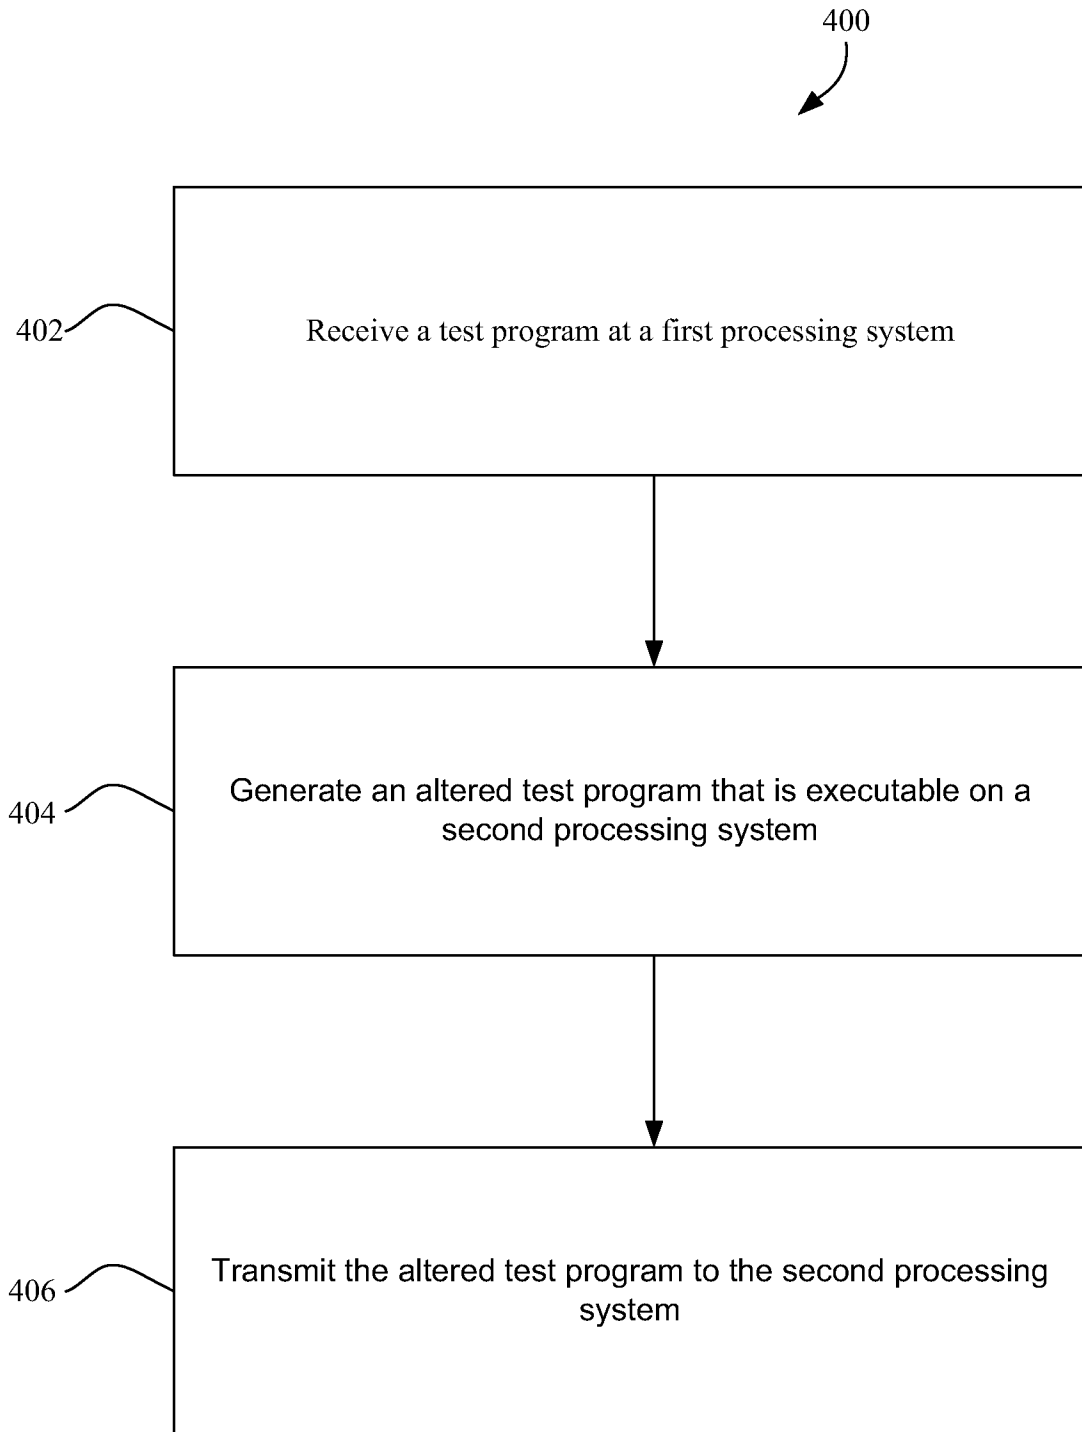 400
402
Receive a test program at a first processing system
404
Generate an altered test program that is executable on a
second processing system
406
Transmit the altered test program to the second processing
system